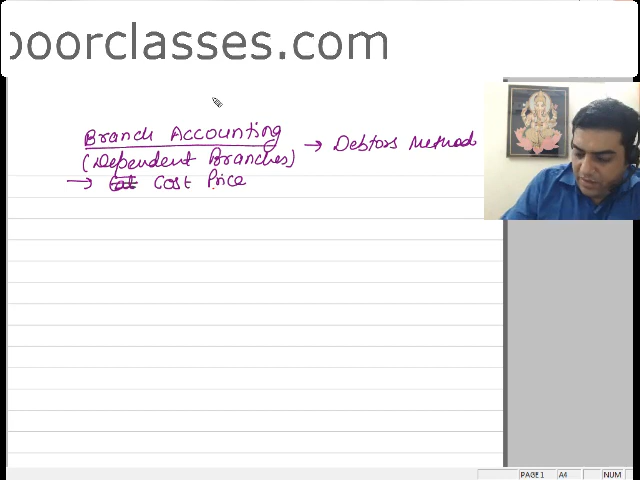 oorclasses.com
Branch Accounting → Debtors Method
(Dependent Branches)
→ Cost Price
PAGE 1 A4 NUM